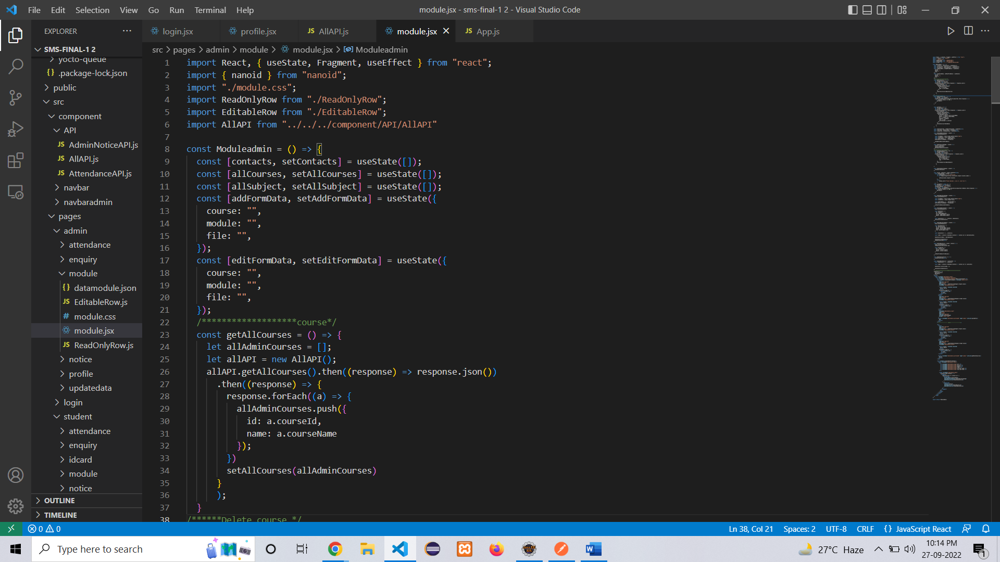 File Edit Selection View Go Run Terminal Help
module.jsx - sms-final-1 2 - Visual Studio Code
EXPLORER
login.jsx
profile.jsx
JS AllAPI.js
module.jsx
JS App.js
SMS-FINAL-1 2
yocto-queue
{} .package-lock.json
public
src
component
API
JS AdminNoticeAPI.js
JS AllAPI.js
JS AttendanceAPI.js
navbar
navbaradmin
pages
admin
attendance
enquiry
module
{} datamodule.json
JS EditableRow.js
# module.css
module.jsx
JS ReadOnlyRow.js
notice
profile
updatedata
login
student
attendance
enquiry
idcard
module
notice
OUTLINE
TIMELINE
src > pages > admin > module > module.jsx > Moduleadmin
1 import React, { useState, Fragment, useEffect } from "react";
2 import { nanoid } from "nanoid";
3 import "./module.css";
4 import ReadOnlyRow from "./ReadOnlyRow";
5 import EditableRow from "./EditableRow";
6 import AllAPI from "../../../component/API/AllAPI"
7
8 const Moduleadmin = () => {
9 const [contacts, setContacts] = useState([]);
10 const [allCourses, setAllCourses] = useState([]);
11 const [allSubject, setAllSubject] = useState([]);
12 const [addFormData, setAddFormData] = useState({
13 course: "",
14 module: "",
15 file: "",
16 });
17 const [editFormData, setEditFormData] = useState({
18 course: "",
19 module: "",
20 file: "",
21 });
22 /*******************course*/
23 const getAllCourses = () => {
24 let allAdminCourses = [];
25 let allAPI = new AllAPI();
26 allAPI.getAllCourses().then((response) => response.json())
27 .then((response) => {
28 response.forEach((a) => {
29 allAdminCourses.push({
30 id: a.courseId,
31 name: a.courseName
32 });
33 })
34 setAllCourses(allAdminCourses)
35 }
36 );
37 }
38 /******Delete course */
0 0
Ln 38, Col 21 Spaces: 2 UTF-8 CRLF {} JavaScript React
Type here to search
27°C Haze
10:14 PM
27-09-2022
1